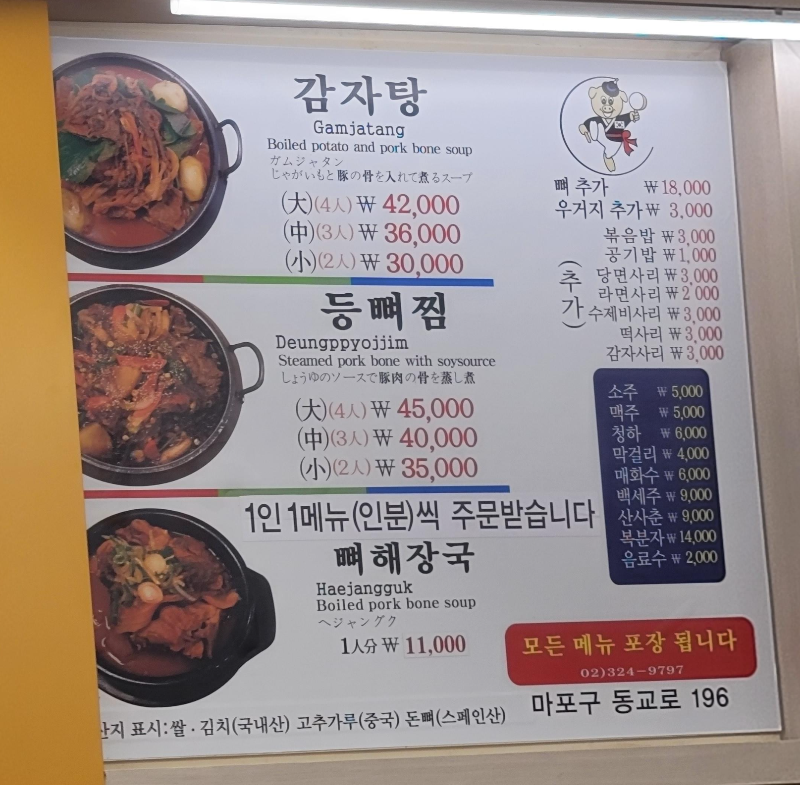 감자탕
Gamjatang
Boiled potato and pork bone soup
ガムジャタン
じゃがいもと豚の骨を入れて煮るスープ
(大)(4人) ₩ 42,000
(中)(3人) ₩ 36,000
(小)(2人) ₩ 30,000
등뼈찜
Deungppyojjim
Steamed pork bone with soysource
しょうゆのソースで豚肉の骨を蒸し煮
(大)(4人) ₩ 45,000
(中)(3人) ₩ 40,000
(小)(2人) ₩ 35,000
1인 1메뉴(인분)씩 주문받습니다
뼈해장국
Haejangguk
Boiled pork bone soup
ヘジャングク
1人分 ₩ 11,000
산지 표시:쌀·김치(국내산) 고추가루(중국) 돈뼈(스페인산)
뼈 추가 ₩18,000
우거지 추가 ₩ 3,000
(추가)
볶음밥 ₩3,000
공기밥 ₩1,000
당면사리 ₩3,000
라면사리 ₩2 000
수제비사리 ₩3,000
떡사리 ₩3,000
감자사리 ₩3,000
소주 ₩ 5,000
맥주 ₩ 5,000
청하 ₩ 6,000
막걸리 ₩ 4,000
매화수 ₩ 6,000
백세주 ₩ 9,000
산사춘 ₩ 9,000
복분자 ₩ 14,000
음료수 ₩ 2,000
모든 메뉴 포장 됩니다
02)324-9797
마포구 동교로 196